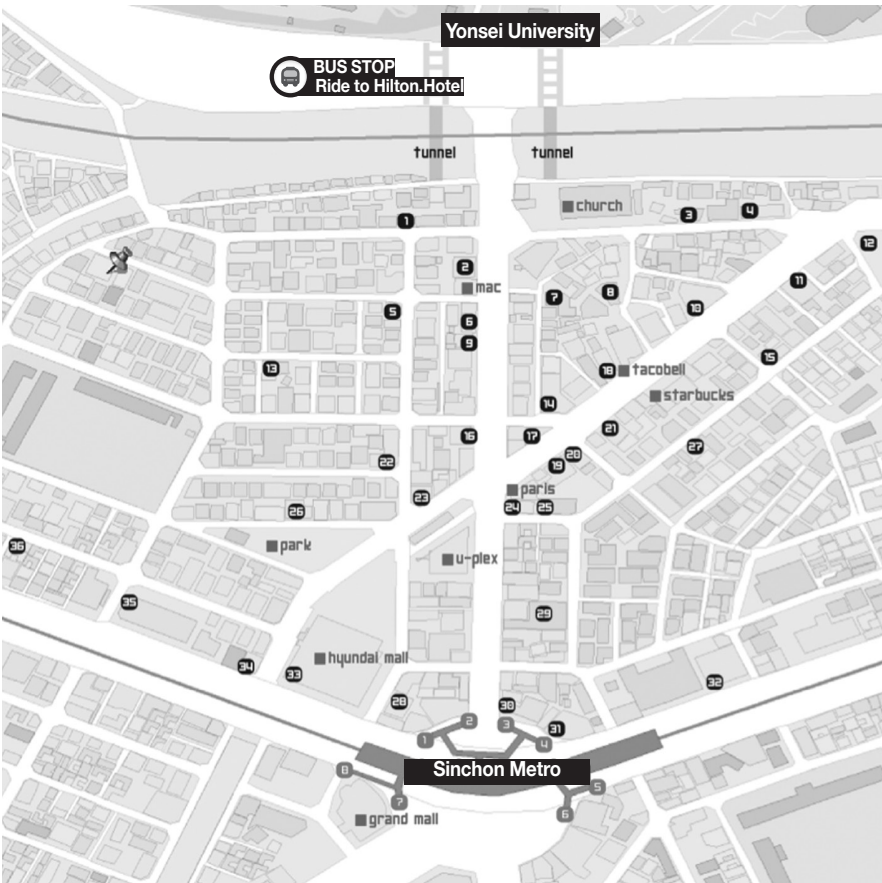 Yonsei University
BUS STOP
Ride to Hilton.Hotel
tunnel
tunnel
church
1
3
4
2
12
mac
7
8
11
5
6
10
9
15
13
18
tacobell
starbucks
14
16
17
21
22
20
27
19
23
paris
26
24
25
36
park
u-plex
35
29
hyundai mall
34
33
32
28
30
2
3
31
1
4
Sinchon Metro
8
7
5
6
grand mall